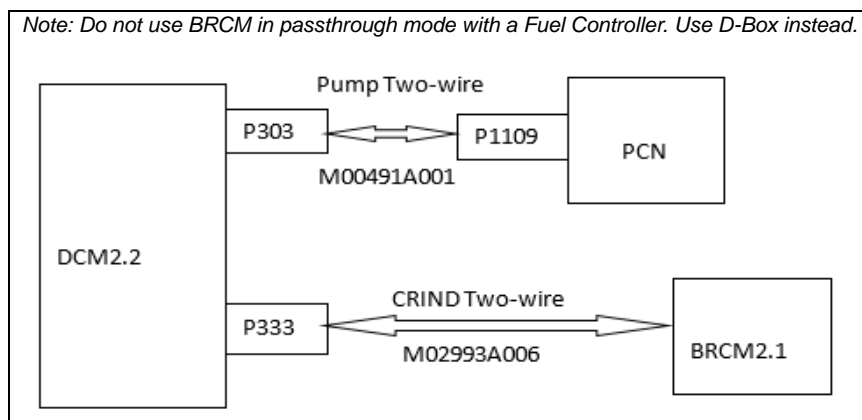 Note: Do not use BRCM in passthrough mode with a Fuel Controller. Use D-Box instead.
Pump Two-wire
P303
P1109
PCN
M00491A001
DCM2.2
CRIND Two-wire
P333
BRCM2.1
M02993A006